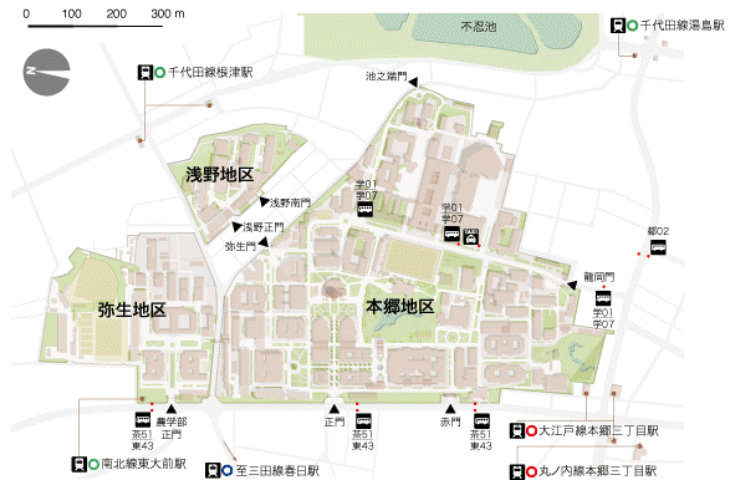 0 100 200 300 m
不忍池
千代田線湯島駅
N
千代田線根津駅
池之端門
浅野地区
浅野南門
学01
学07
学01
学07
TAXI
浅野正門
弥生門
都02
龍岡門
弥生地区
本郷地区
学01
学07
農学部
正門
正門
赤門
茶51
東43
茶51
東43
茶51
東43
大江戸線本郷三丁目駅
南北線東大前駅
至三田線春日駅
丸ノ内線本郷三丁目駅